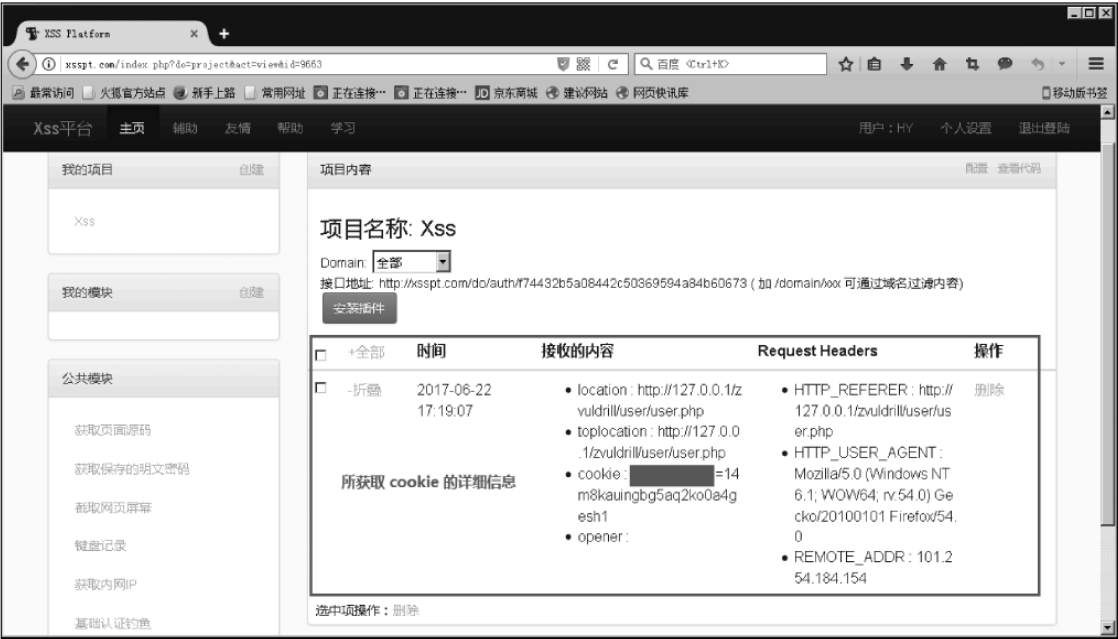 XSS Platform
xsspt.com/index.php?do=project&act=view&id=9663
百度 <Ctrl+K>
最常访问 火狐官方站点 新手上路 常用网址 正在连接… 正在连接… JD 京东商城 建议网站 网页快讯库 移动版书签
Xss平台 主页 辅助 友情 帮助 学习 用户：HY 个人设置 退出登陆
我的项目 创建
Xss
我的模块 创建
公共模块
获取页面源码
获取保存的明文密码
截取网页屏幕
键盘记录
获取内网IP
基础认证钓鱼
项目内容 配置 查看代码
项目名称: Xss
Domain: 全部
接口地址: http://xsspt.com/do/auth/f74432b5a08442c50369594a84b60673 ( 加 /domain/xxx 可通过域名过滤内容)
安装插件
+全部 时间 接收的内容 Request Headers 操作
-折叠
2017-06-22
17:19:07
所获取 cookie 的详细信息
location : http://127.0.0.1/z
vuldrill/user/user.php
toplocation : http://127.0.0
.1/zvuldrill/user/user.php
cookie : =14
m8kauingbg5aq2ko0a4g
esh1
opener :
HTTP_REFERER : http://
127.0.0.1/zvuldrill/user/us
er.php
HTTP_USER_AGENT :
Mozilla/5.0 (Windows NT
6.1; WOW64; rv:54.0) Ge
cko/20100101 Firefox/54.
0
REMOTE_ADDR : 101.2
54.184.154
删除
选中项操作：删除